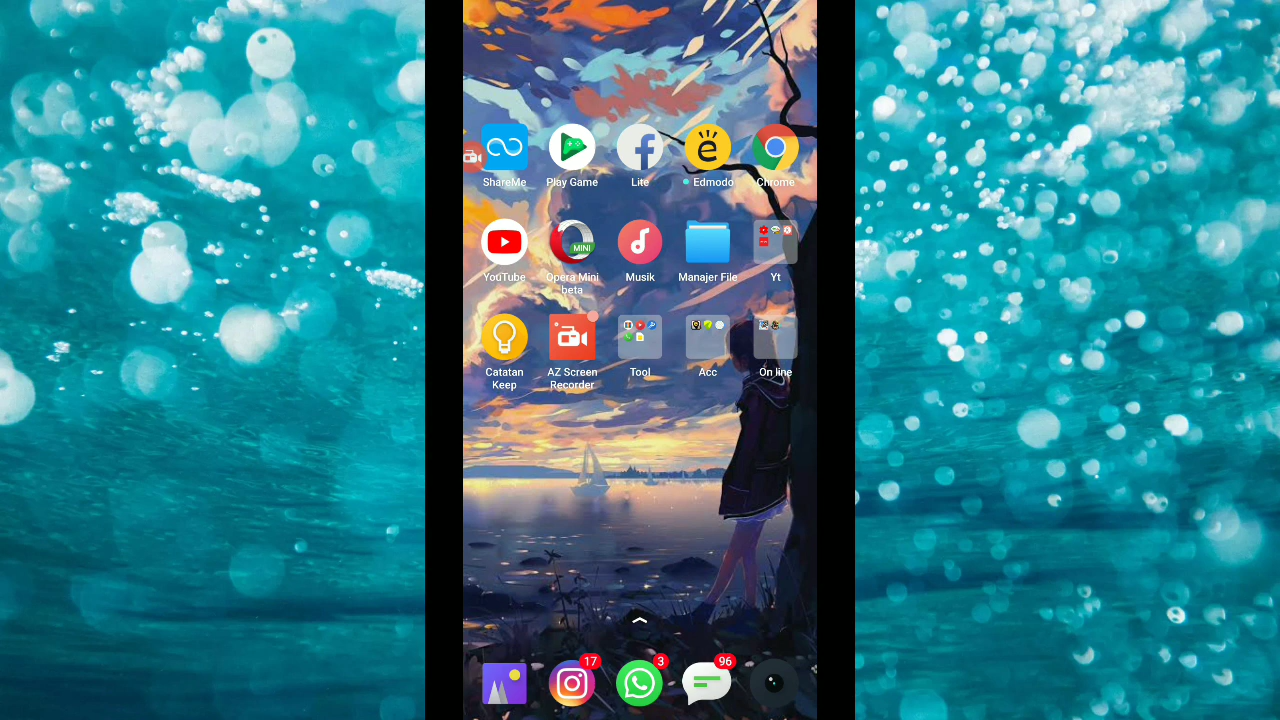 ShareMe
Play Game
Lite
Edmodo
Chrome
YouTube
MINI
Opera Mini
beta
Musik
Manajer File
Yt
Catatan
Keep
AZ Screen
Recorder
Tool
Acc
On line
17
3
96